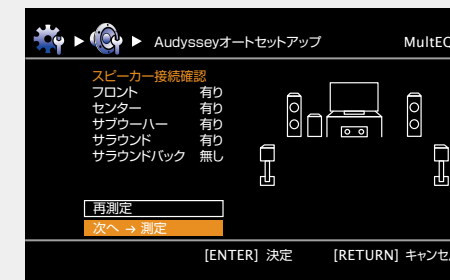 Audysseyオートセットアップ MultEQ
スピーカー接続確認
フロント 有り
センター 有り
サブウーハー 有り
サラウンド 有り
サラウンドバック 無し
再測定
次へ → 測定
[ENTER] 決定 [RETURN] キャンセル